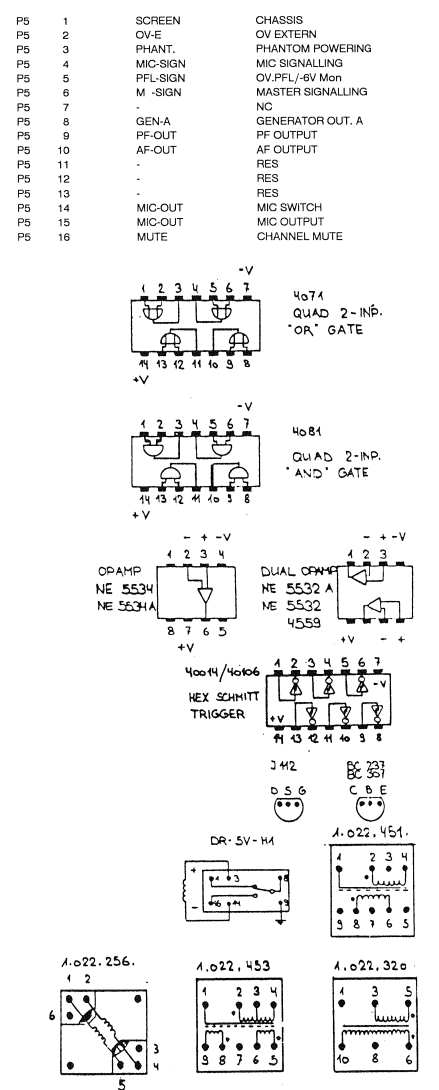 P5 1 SCREEN CHASSIS
P5 2 OV-E OV EXTERN
P5 3 PHANT. PHANTOM POWERING
P5 4 MIC-SIGN MIC SIGNALLING
P5 5 PFL-SIGN OV.PFL/-6V Mon
P5 6 M -SIGN MASTER SIGNALLING
P5 7 - NC
P5 8 GEN-A GENERATOR OUT. A
P5 9 PF-OUT PF OUTPUT
P5 10 AF-OUT AF OUTPUT
P5 11 - RES
P5 12 - RES
P5 13 - RES
P5 14 MIC-OUT MIC SWITCH
P5 15 MIC-OUT MIC OUTPUT
P5 16 MUTE CHANNEL MUTE
-V
1 2 3 4 5 6 7
4071
QUAD 2-INP.
"OR" GATE
14 13 12 11 10 9 8
+V
-V
1 2 3 4 5 6 7
4081
QUAD 2-INP.
"AND" GATE
14 13 12 11 10 9 8
+V
- + -V
1 2 3 4
OPAMP
NE 5534
NE 5534A
8 7 6 5
+V
- + -V
1 2 3
DUAL OPAMP
NE 5532 A
NE 5532
4559
+V - +
40014/40106
HEX SCHMITT
TRIGGER
1 2 3 4 5 6 7
-V
+V
14 13 12 11 10 9 8
J 112
D S G
BC 237
BC 307
C B E
DR-5V-H1
+ 1 3 8
- 16 14 9
1.022.451.
1 2 3 4
9 8 7 6 5
1.022.256.
1 2
6
3
4
5
1.022.453
1 2 3 4
9 8 7 6 5
1.022.320
1 3 5
10 8 6